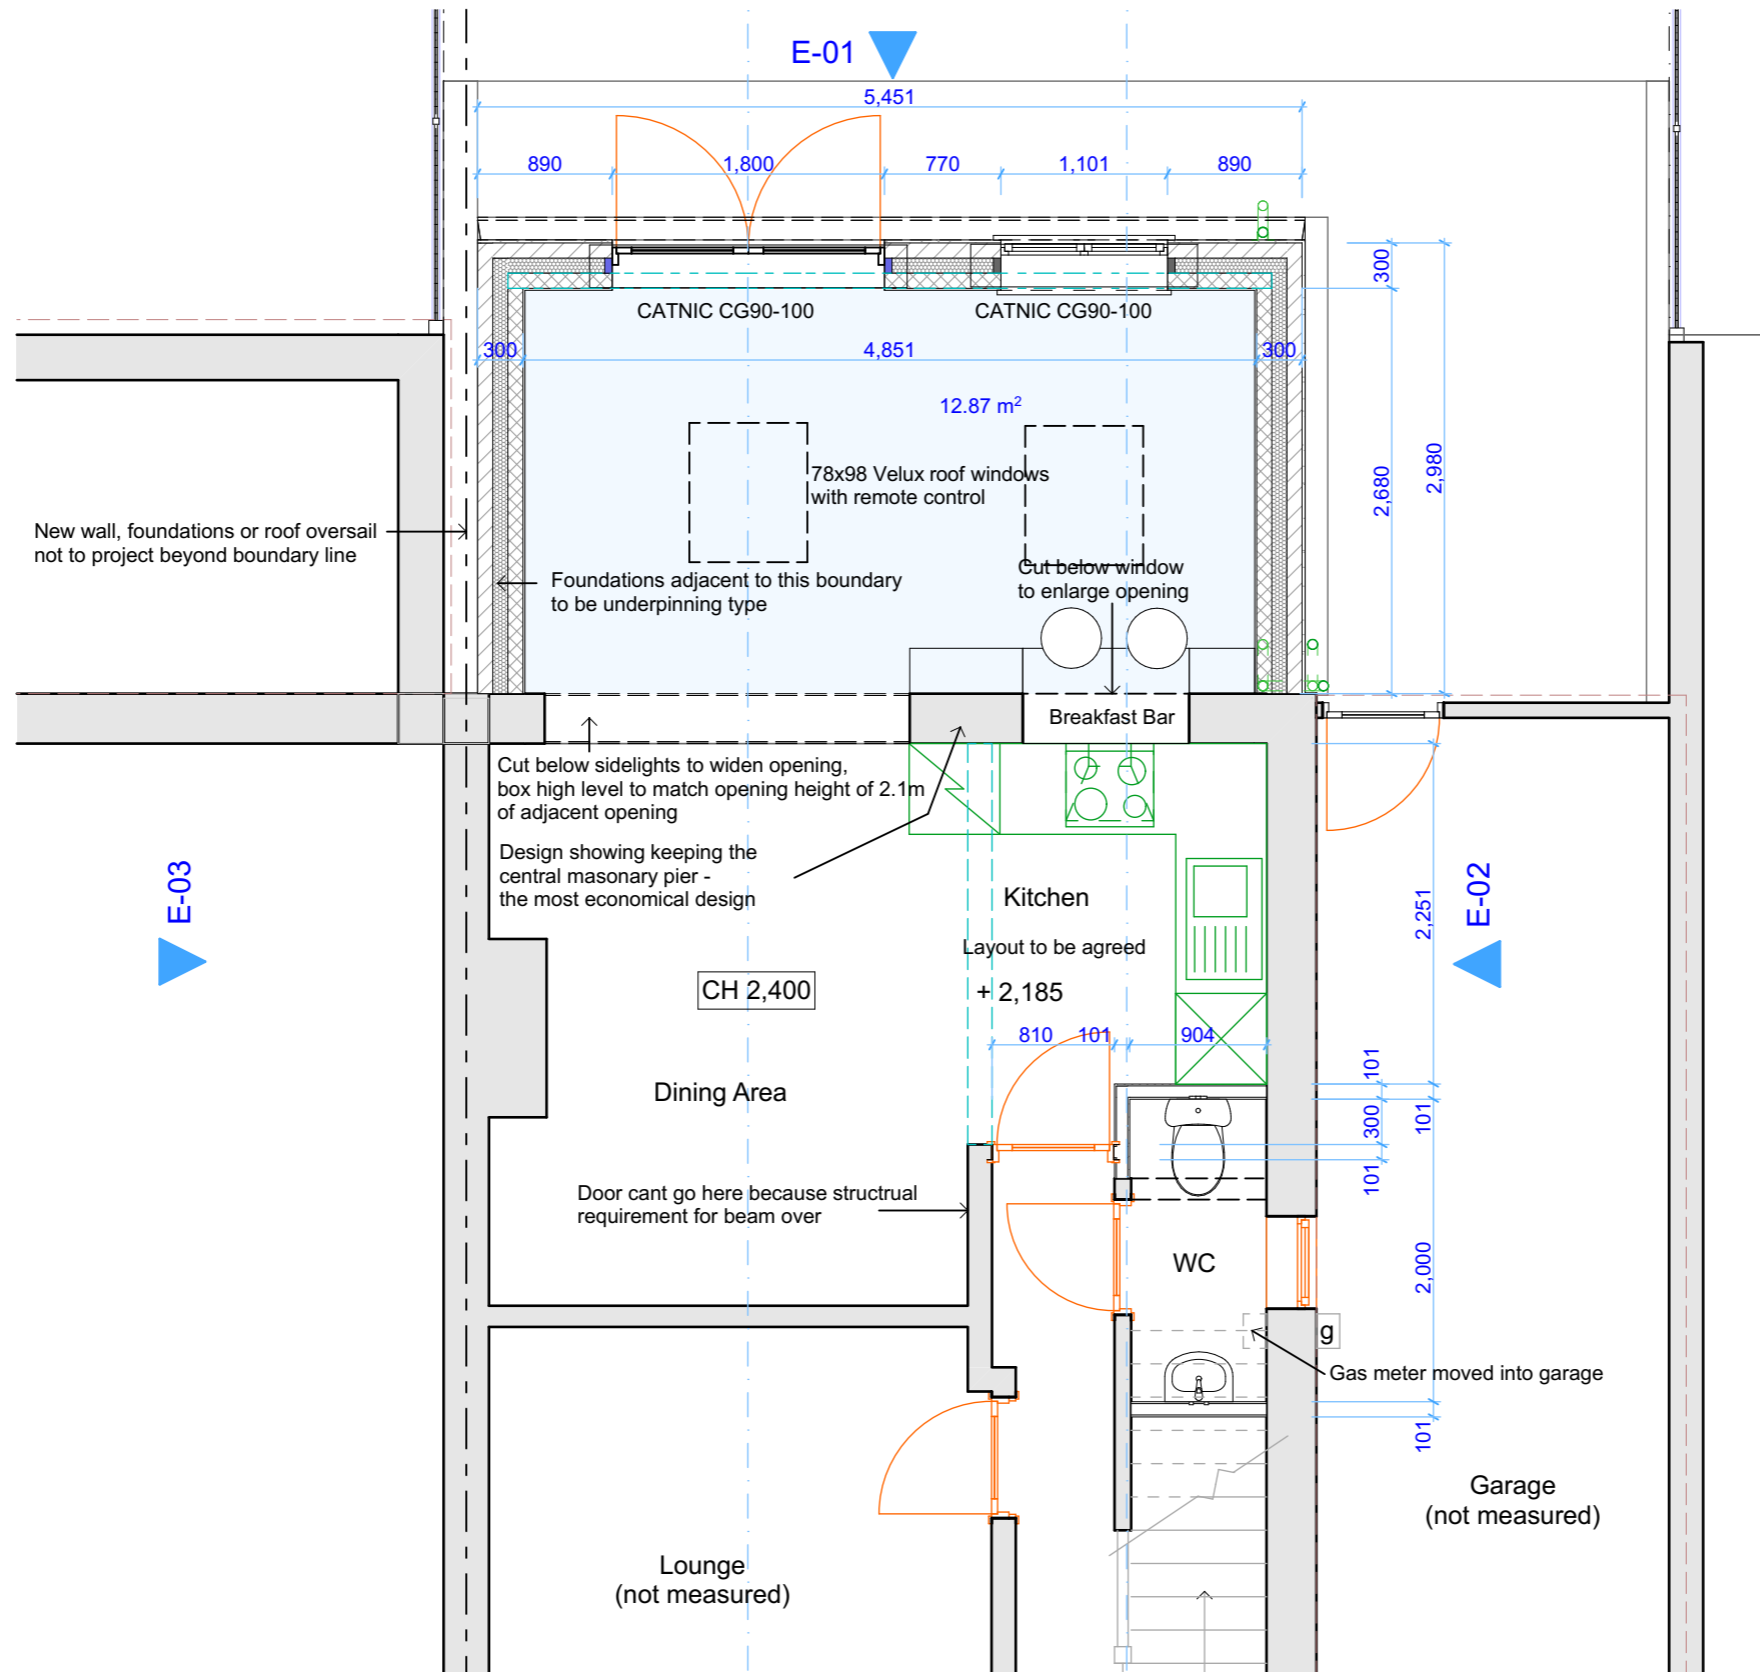 E-01
5,451
890
1,800
770
1,101
890
300
CATNIC CG90-100
CATNIC CG90-100
300
4,851
300
12.87 m²
2,680
2,980
78x98 Velux roof windows
with remote control
New wall, foundations or roof oversail
not to project beyond boundary line
Foundations adjacent to this boundary
to be underpinning type
Cut below window
to enlarge opening
Breakfast Bar
Cut below sidelights to widen opening,
box high level to match opening height of 2.1m
of adjacent opening
Design showing keeping the
central masonary pier -
the most economical design
E-03
Kitchen
E-02
2,251
Layout to be agreed
CH 2,400
+ 2,185
810
101
904
101
Dining Area
300
101
101
Door cant go here because structrual
requirement for beam over
WC
2,000
g
Gas meter moved into garage
101
Garage
(not measured)
Lounge
(not measured)